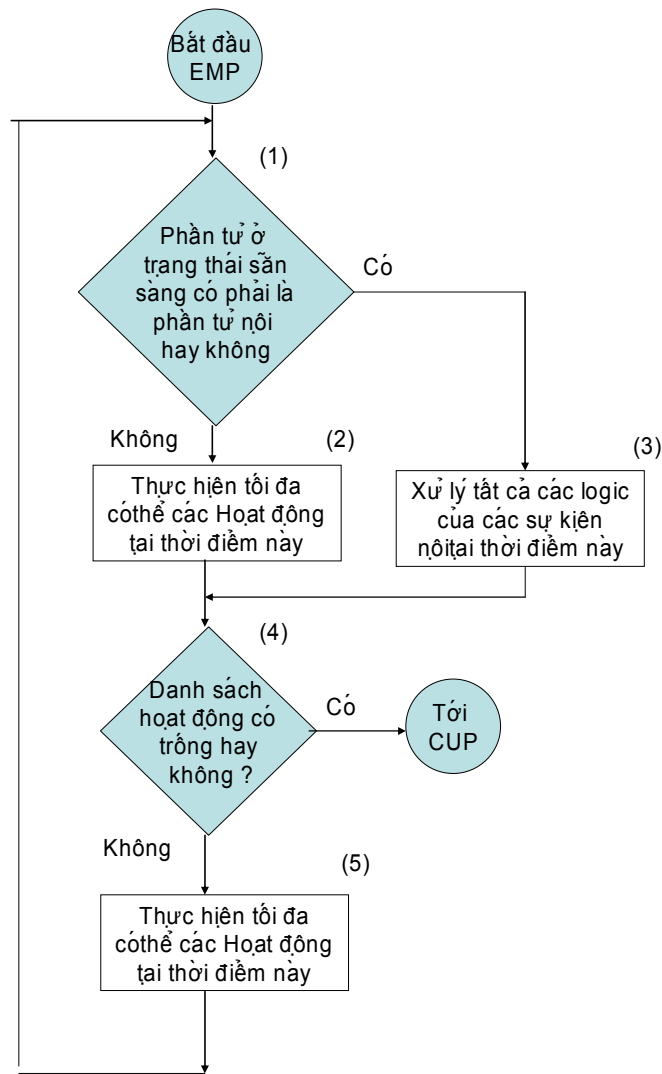 Bắt đầu
EMP
(1)
Phần tử ở
trạng thái sẵn
sàng có phải là
phần tử nội
hay không
Có
Không
(2)
(3)
Thực hiện tối đa
cóthể các Hoạt động
tại thời điểm này
Xử lý tất cả các logic
của các sự kiện
nộitại thời điểm này
(4)
Danh sách
hoạt động có
trống hay
không ?
Có
Tới
CUP
Không
(5)
Thực hiện tối đa
cóthể các Hoạt động
tại thời điểm này